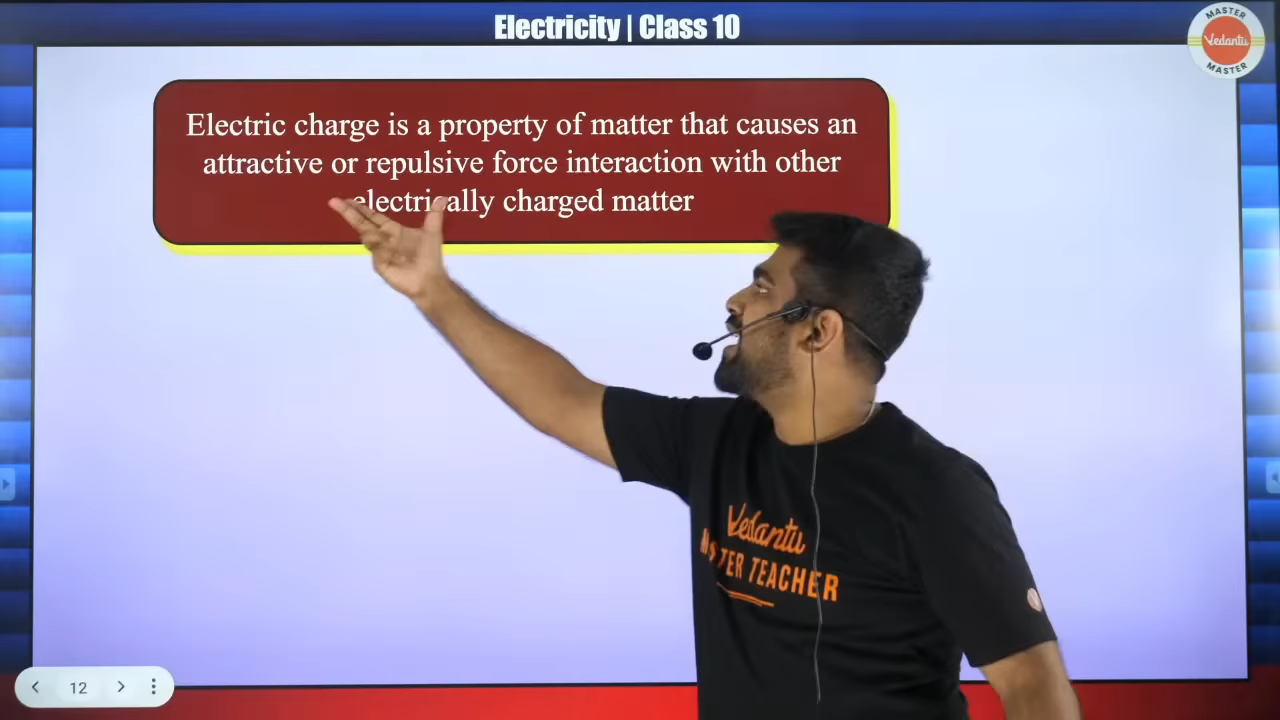 Electricity | Class 10
MASTER
Vedantu
MASTER
Electric charge is a property of matter that causes an
attractive or repulsive force interaction with other
electrically charged matter
Vedantu
MASTER TEACHER
12